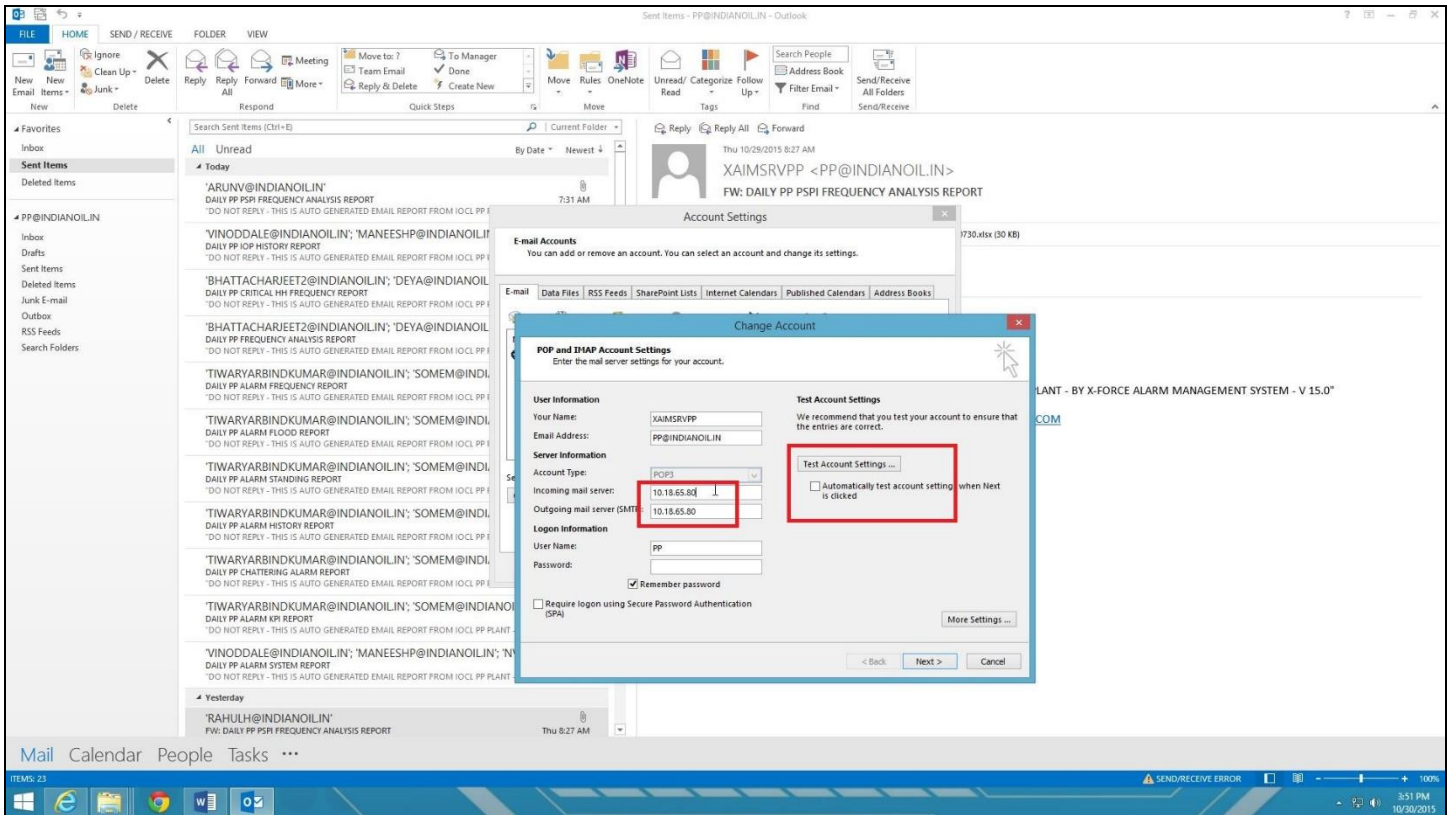 Sent Items - PP@INDIANOIL.IN - Outlook
FILE HOME SEND / RECEIVE FOLDER VIEW
New Email
New Items
Ignore
Clean Up
Junk
Delete
Reply
Reply All
Forward
Meeting
More
Move to: ?
Team Email
Reply & Delete
To Manager
Done
Create New
Move
Rules
OneNote
Unread/ Read
Categorize
Follow Up
Search People
Address Book
Filter Email
Send/Receive All Folders
New Delete Respond Quick Steps Move Tags Find Send/Receive
Favorites
Inbox
Sent Items
Deleted Items
PP@INDIANOIL.IN
Inbox
Drafts
Sent Items
Deleted Items
Junk E-mail
Outbox
RSS Feeds
Search Folders
Search Sent Items (Ctrl+E) Current Folder
All Unread By Date Newest ↓
Today
'ARUNV@INDIANOIL.IN'
DAILY PP PSPI FREQUENCY ANALYSIS REPORT 7:31 AM
"DO NOT REPLY - THIS IS AUTO GENERATED EMAIL REPORT FROM IOCL PP
'VINODDALE@INDIANOIL.IN'; 'MANEESHP@INDIANOIL.IN
DAILY PP IOP HISTORY REPORT
"DO NOT REPLY - THIS IS AUTO GENERATED EMAIL REPORT FROM IOCL PP
'BHATTACHARJEET2@INDIANOIL.IN'; 'DEYA@INDIANOIL
DAILY PP CRITICAL HH FREQUENCY REPORT
"DO NOT REPLY - THIS IS AUTO GENERATED EMAIL REPORT FROM IOCL PP
'BHATTACHARJEET2@INDIANOIL.IN'; 'DEYA@INDIANOIL
DAILY PP FREQUENCY ANALYSIS REPORT
"DO NOT REPLY - THIS IS AUTO GENERATED EMAIL REPORT FROM IOCL PP
'TIWARYARBINDKUMAR@INDIANOIL.IN'; 'SOMEM@INDI
DAILY PP ALARM FREQUENCY REPORT
"DO NOT REPLY - THIS IS AUTO GENERATED EMAIL REPORT FROM IOCL PP
'TIWARYARBINDKUMAR@INDIANOIL.IN'; 'SOMEM@INDI
DAILY PP ALARM FLOOD REPORT
"DO NOT REPLY - THIS IS AUTO GENERATED EMAIL REPORT FROM IOCL PP
'TIWARYARBINDKUMAR@INDIANOIL.IN'; 'SOMEM@INDI
DAILY PP ALARM STANDING REPORT
"DO NOT REPLY - THIS IS AUTO GENERATED EMAIL REPORT FROM IOCL PP
'TIWARYARBINDKUMAR@INDIANOIL.IN'; 'SOMEM@INDI
DAILY PP ALARM HISTORY REPORT
"DO NOT REPLY - THIS IS AUTO GENERATED EMAIL REPORT FROM IOCL PP
'TIWARYARBINDKUMAR@INDIANOIL.IN'; 'SOMEM@INDI
DAILY PP CHATTERING ALARM REPORT
"DO NOT REPLY - THIS IS AUTO GENERATED EMAIL REPORT FROM IOCL PP
'TIWARYARBINDKUMAR@INDIANOIL.IN'; 'SOMEM@INDIANOI
DAILY PP ALARM KPI REPORT
"DO NOT REPLY - THIS IS AUTO GENERATED EMAIL REPORT FROM IOCL PP PLANT -
'VINODDALE@INDIANOIL.IN'; 'MANEESHP@INDIANOIL.IN';
DAILY PP ALARM SYSTEM REPORT
"DO NOT REPLY - THIS IS AUTO GENERATED EMAIL REPORT FROM IOCL PP PLANT -
Yesterday
'RAHULH@INDIANOIL.IN'
FW: DAILY PP PSPI FREQUENCY ANALYSIS REPORT Thu 8:27 AM
Reply Reply All Forward
Thu 10/29/2015 8:27 AM
XAIMSRVPP <PP@INDIANOIL.IN>
FW: DAILY PP PSPI FREQUENCY ANALYSIS REPORT
0730.xlsx (30 KB)
PLANT - BY X-FORCE ALARM MANAGEMENT SYSTEM - V 15.0"
COM
Account Settings
E-mail Accounts
You can add or remove an account. You can select an account and change its settings.
E-mail Data Files RSS Feeds SharePoint Lists Internet Calendars Published Calendars Address Books
Se
Change Account
POP and IMAP Account Settings
Enter the mail server settings for your account.
User Information
Your Name: XAIMSRVPP
Email Address: PP@INDIANOIL.IN
Server Information
Account Type: POP3
Incoming mail server: 10.18.65.80
Outgoing mail server (SMTP): 10.18.65.80
Logon Information
User Name: PP
Password:
Remember password
Require logon using Secure Password Authentication
(SPA)
Test Account Settings
We recommend that you test your account to ensure that
the entries are correct.
Test Account Settings ...
Automatically test account settings when Next
is clicked
More Settings ...
< Back Next > Cancel
Mail Calendar People Tasks •••
ITEMS: 23 SEND/RECEIVE ERROR 100%
3:51 PM
10/30/2015